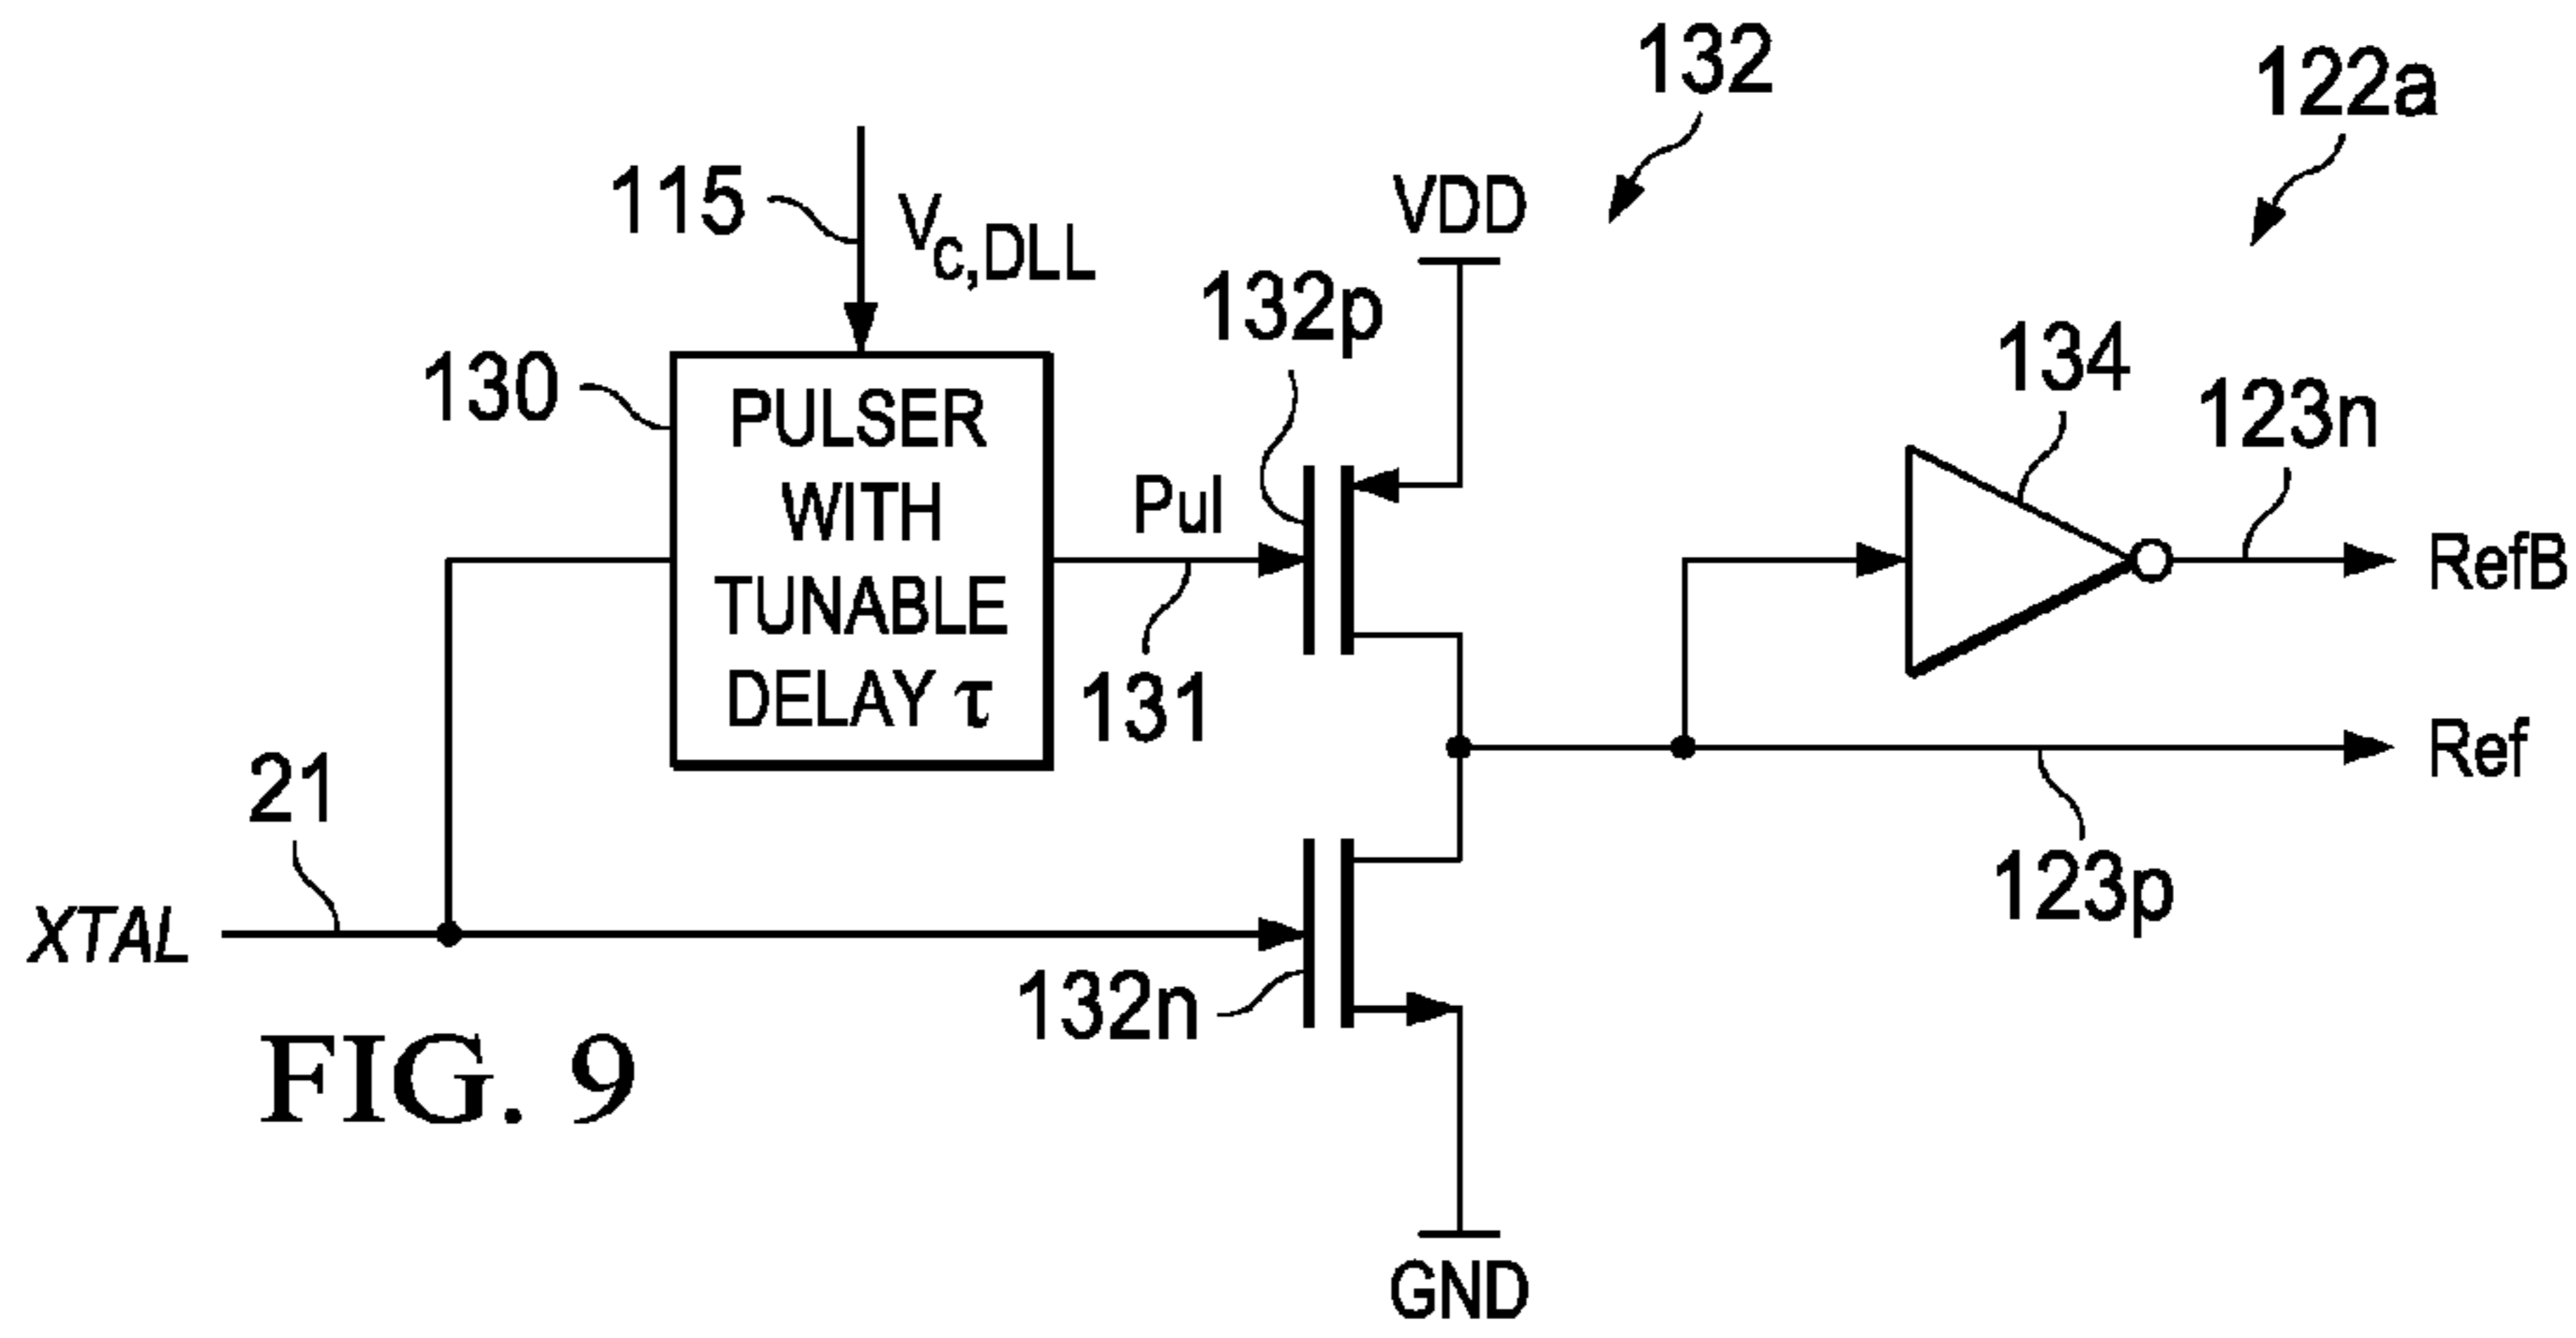 132
122a
115
Vc,DLL
VDD
132p
130
PULSER
WITH
TUNABLE
DELAY τ
Pul
131
134
123n
RefB
Ref
123p
21
XTAL
132n
GND
FIG. 9